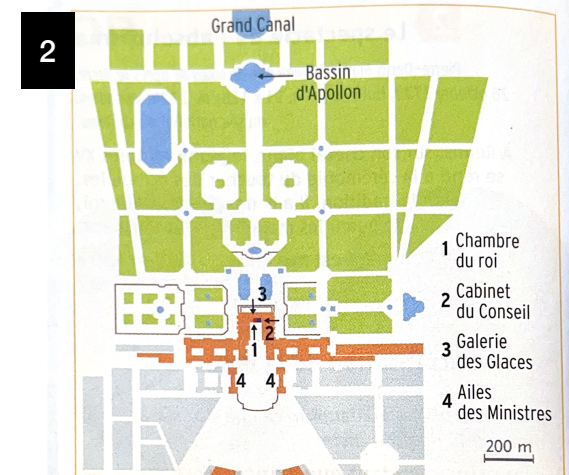 2
Grand Canal
Bassin
d'Apollon
1 Chambre
du roi
2 Cabinet
du Conseil
3 Galerie
des Glaces
4 Ailes
des Ministres
3
2
1
4 4
200 m